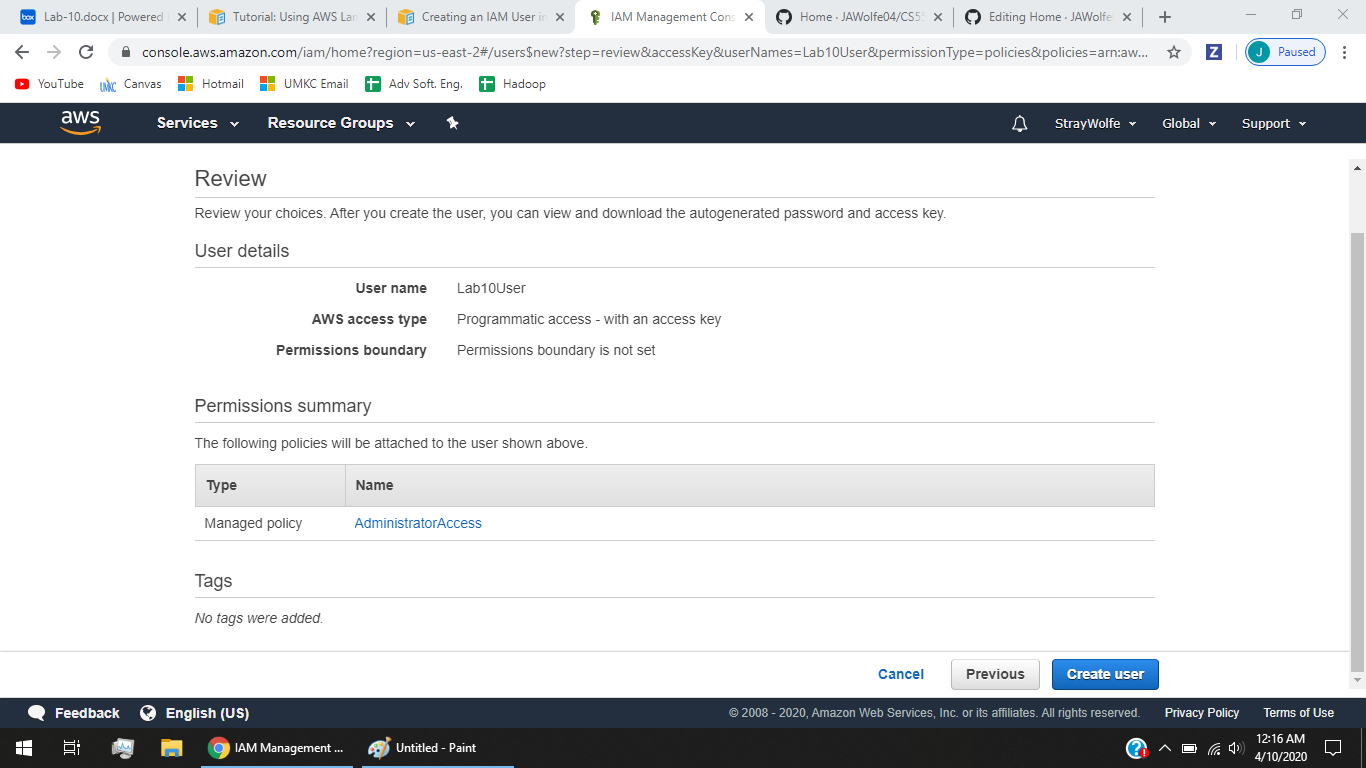 Lab-10.docx | Powered
Tutorial: Using AWS Lam
Creating an IAM User in
IAM Management Cons
Home · JAWolfe04/CS55
Editing Home · JAWolfe
console.aws.amazon.com/iam/home?region=us-east-2#/users$new?step=review&accessKey&userNames=Lab10User&permissionType=policies&policies=arn:aw...
Z
J Paused
YouTube
UMKC Canvas
Hotmail
UMKC Email
Adv Soft. Eng.
Hadoop
aws
Services
Resource Groups
StrayWolfe
Global
Support
Review
Review your choices. After you create the user, you can view and download the autogenerated password and access key.
User details
User name Lab10User
AWS access type Programmatic access - with an access key
Permissions boundary Permissions boundary is not set
Permissions summary
The following policies will be attached to the user shown above.
Type Name
Managed policy AdministratorAccess
Tags
No tags were added.
Cancel Previous Create user
Feedback English (US) © 2008 - 2020, Amazon Web Services, Inc. or its affiliates. All rights reserved. Privacy Policy Terms of Use
IAM Management ...
Untitled - Paint
12:16 AM
4/10/2020